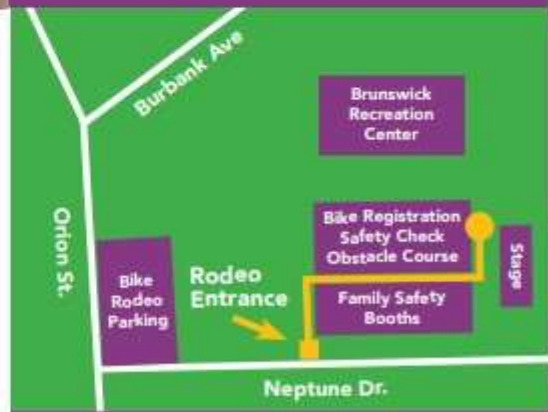 Burbank Ave
Brunswick
Recreation
Center
Orion St.
Bike Registration
Safety Check
Obstacle Course
Stage
Bike
Rodeo
Parking
Rodeo
Entrance
Family Safety
Booths
Neptune Dr.